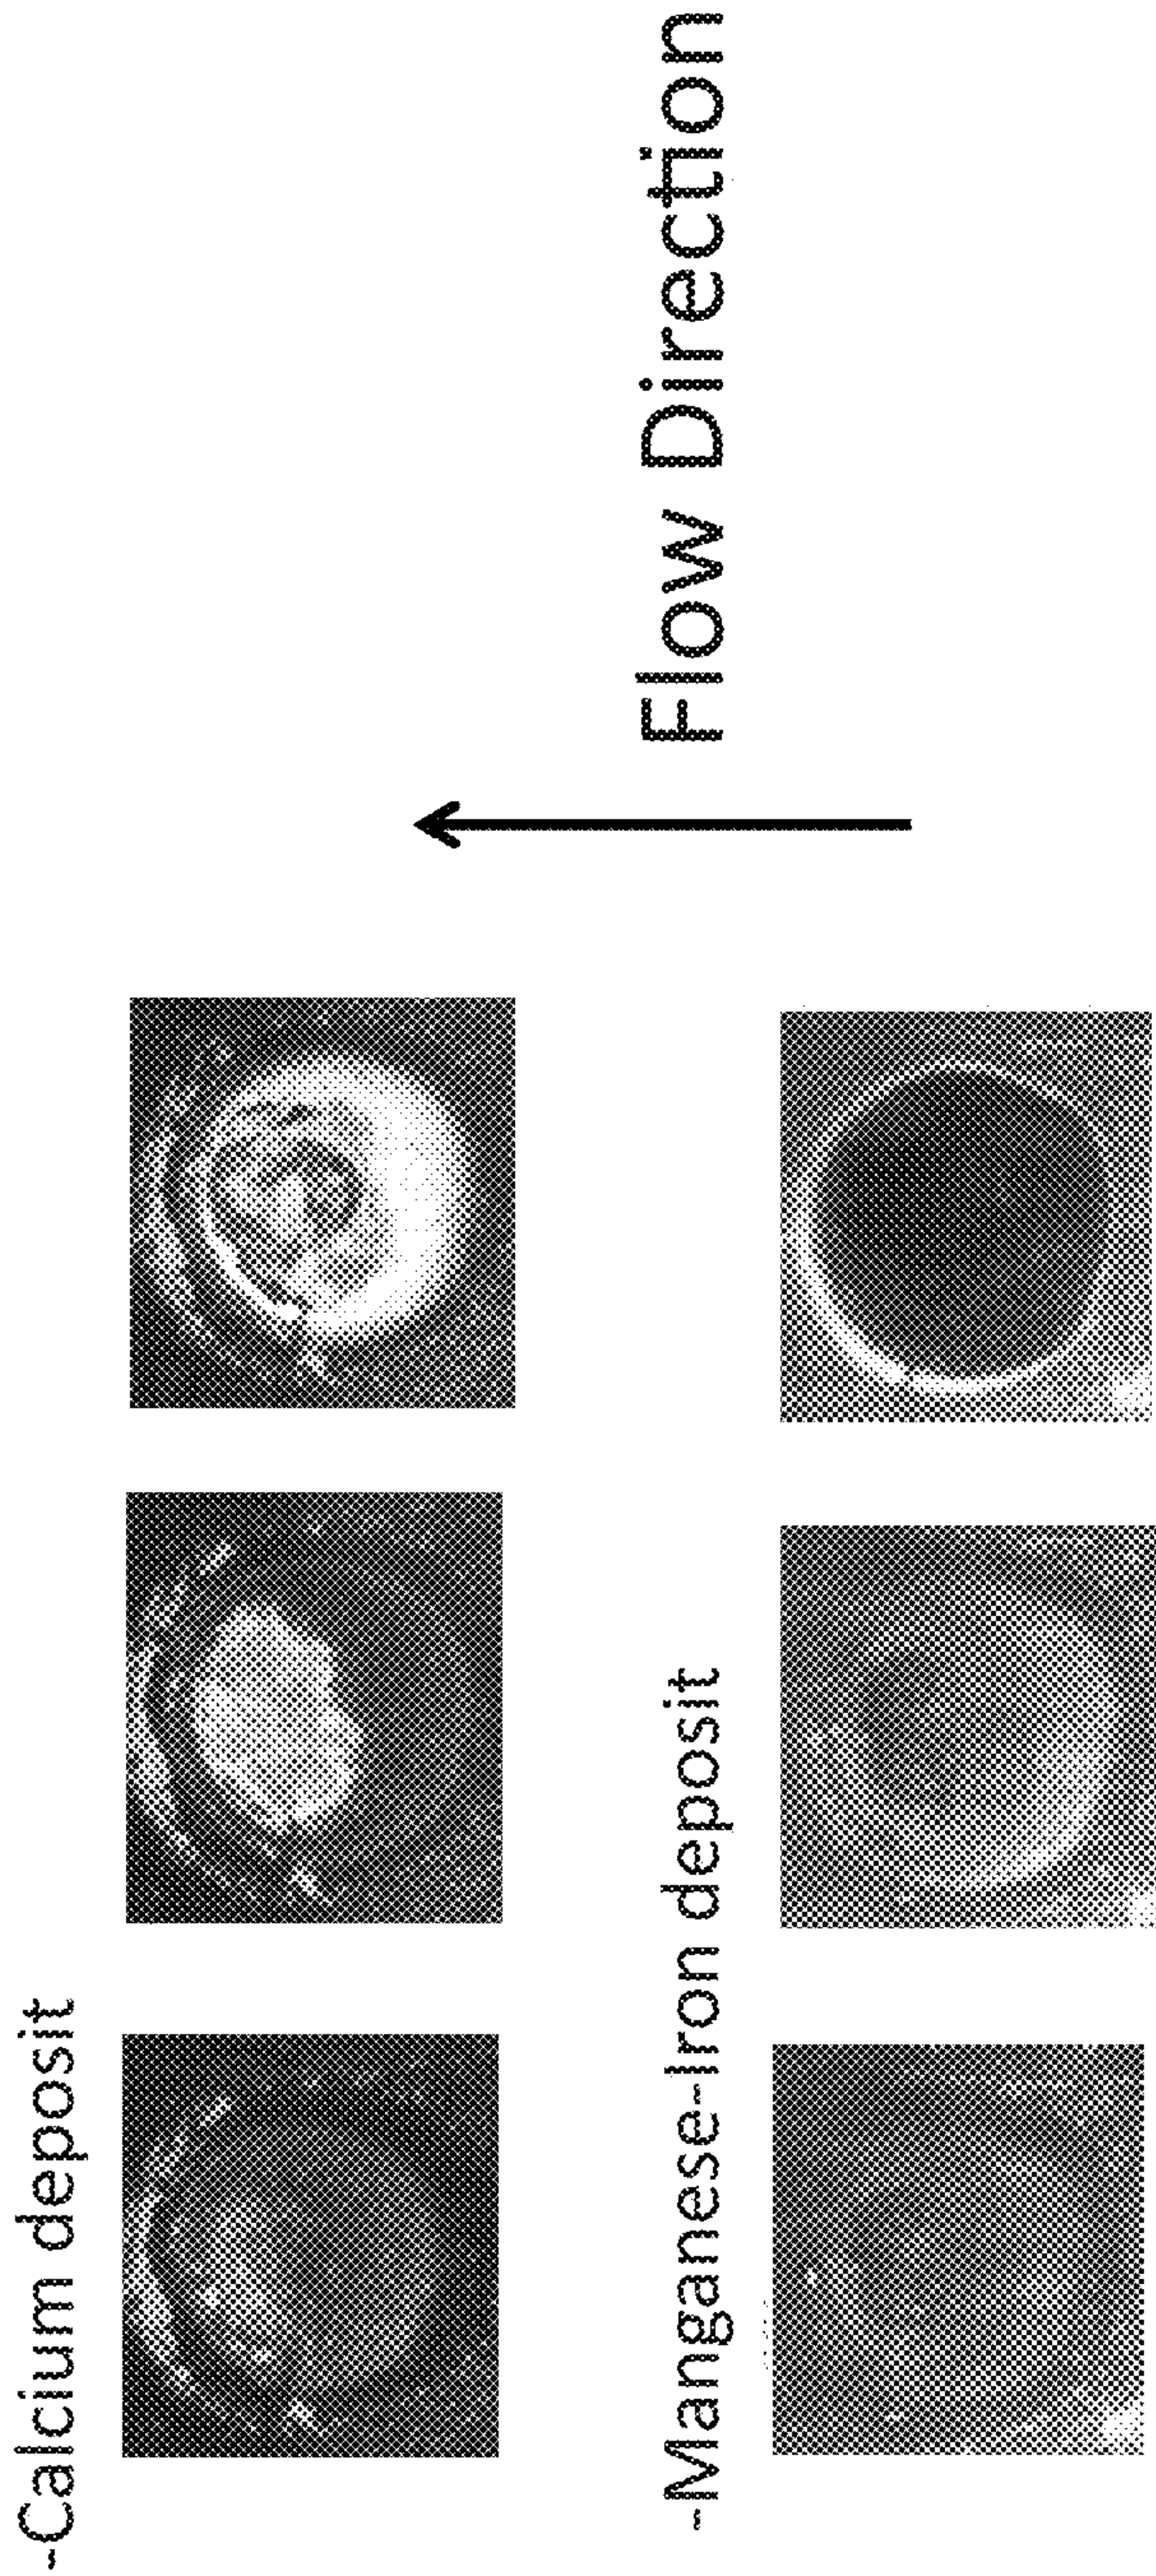 -Calcium deposit
-Manganese-Iron deposit
Flow Direction